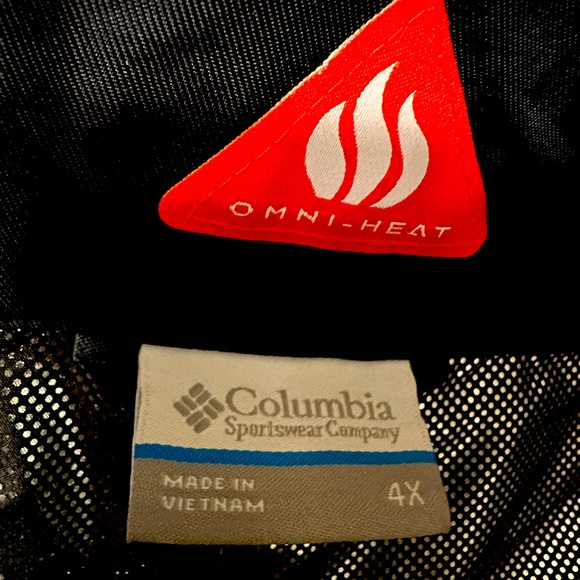 OMNI-HEAT
Columbia
Sportswear Company
MADE IN
VIETNAM
4X